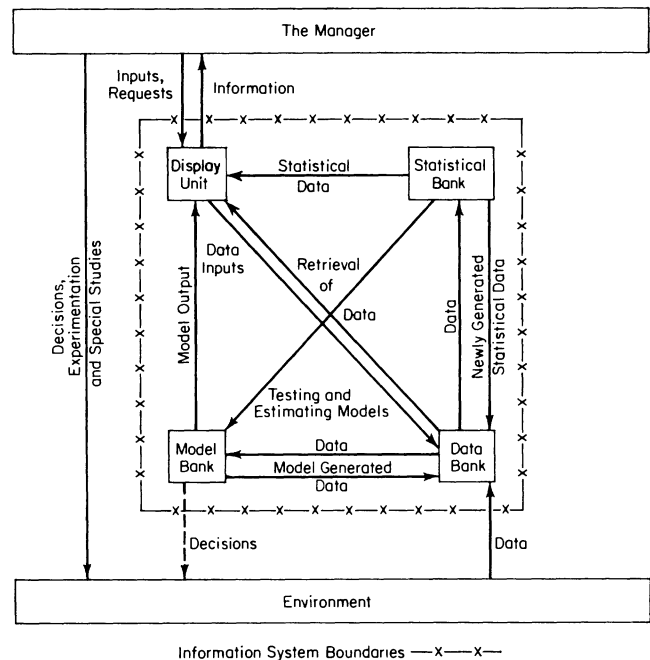 The Manager
Inputs,
Requests
Information
Display
Unit
Statistical
Data
Statistical
Bank
Data
Inputs
Retrieval
of
Data
Model Output
Data
Newly Generated
Statistical Data
Decisions,
Experimentation
and Special Studies
Testing and
Estimating Models
Model
Bank
Data
Model Generated
Data
Data
Bank
Decisions
Data
Environment
Information System Boundaries —x—x—